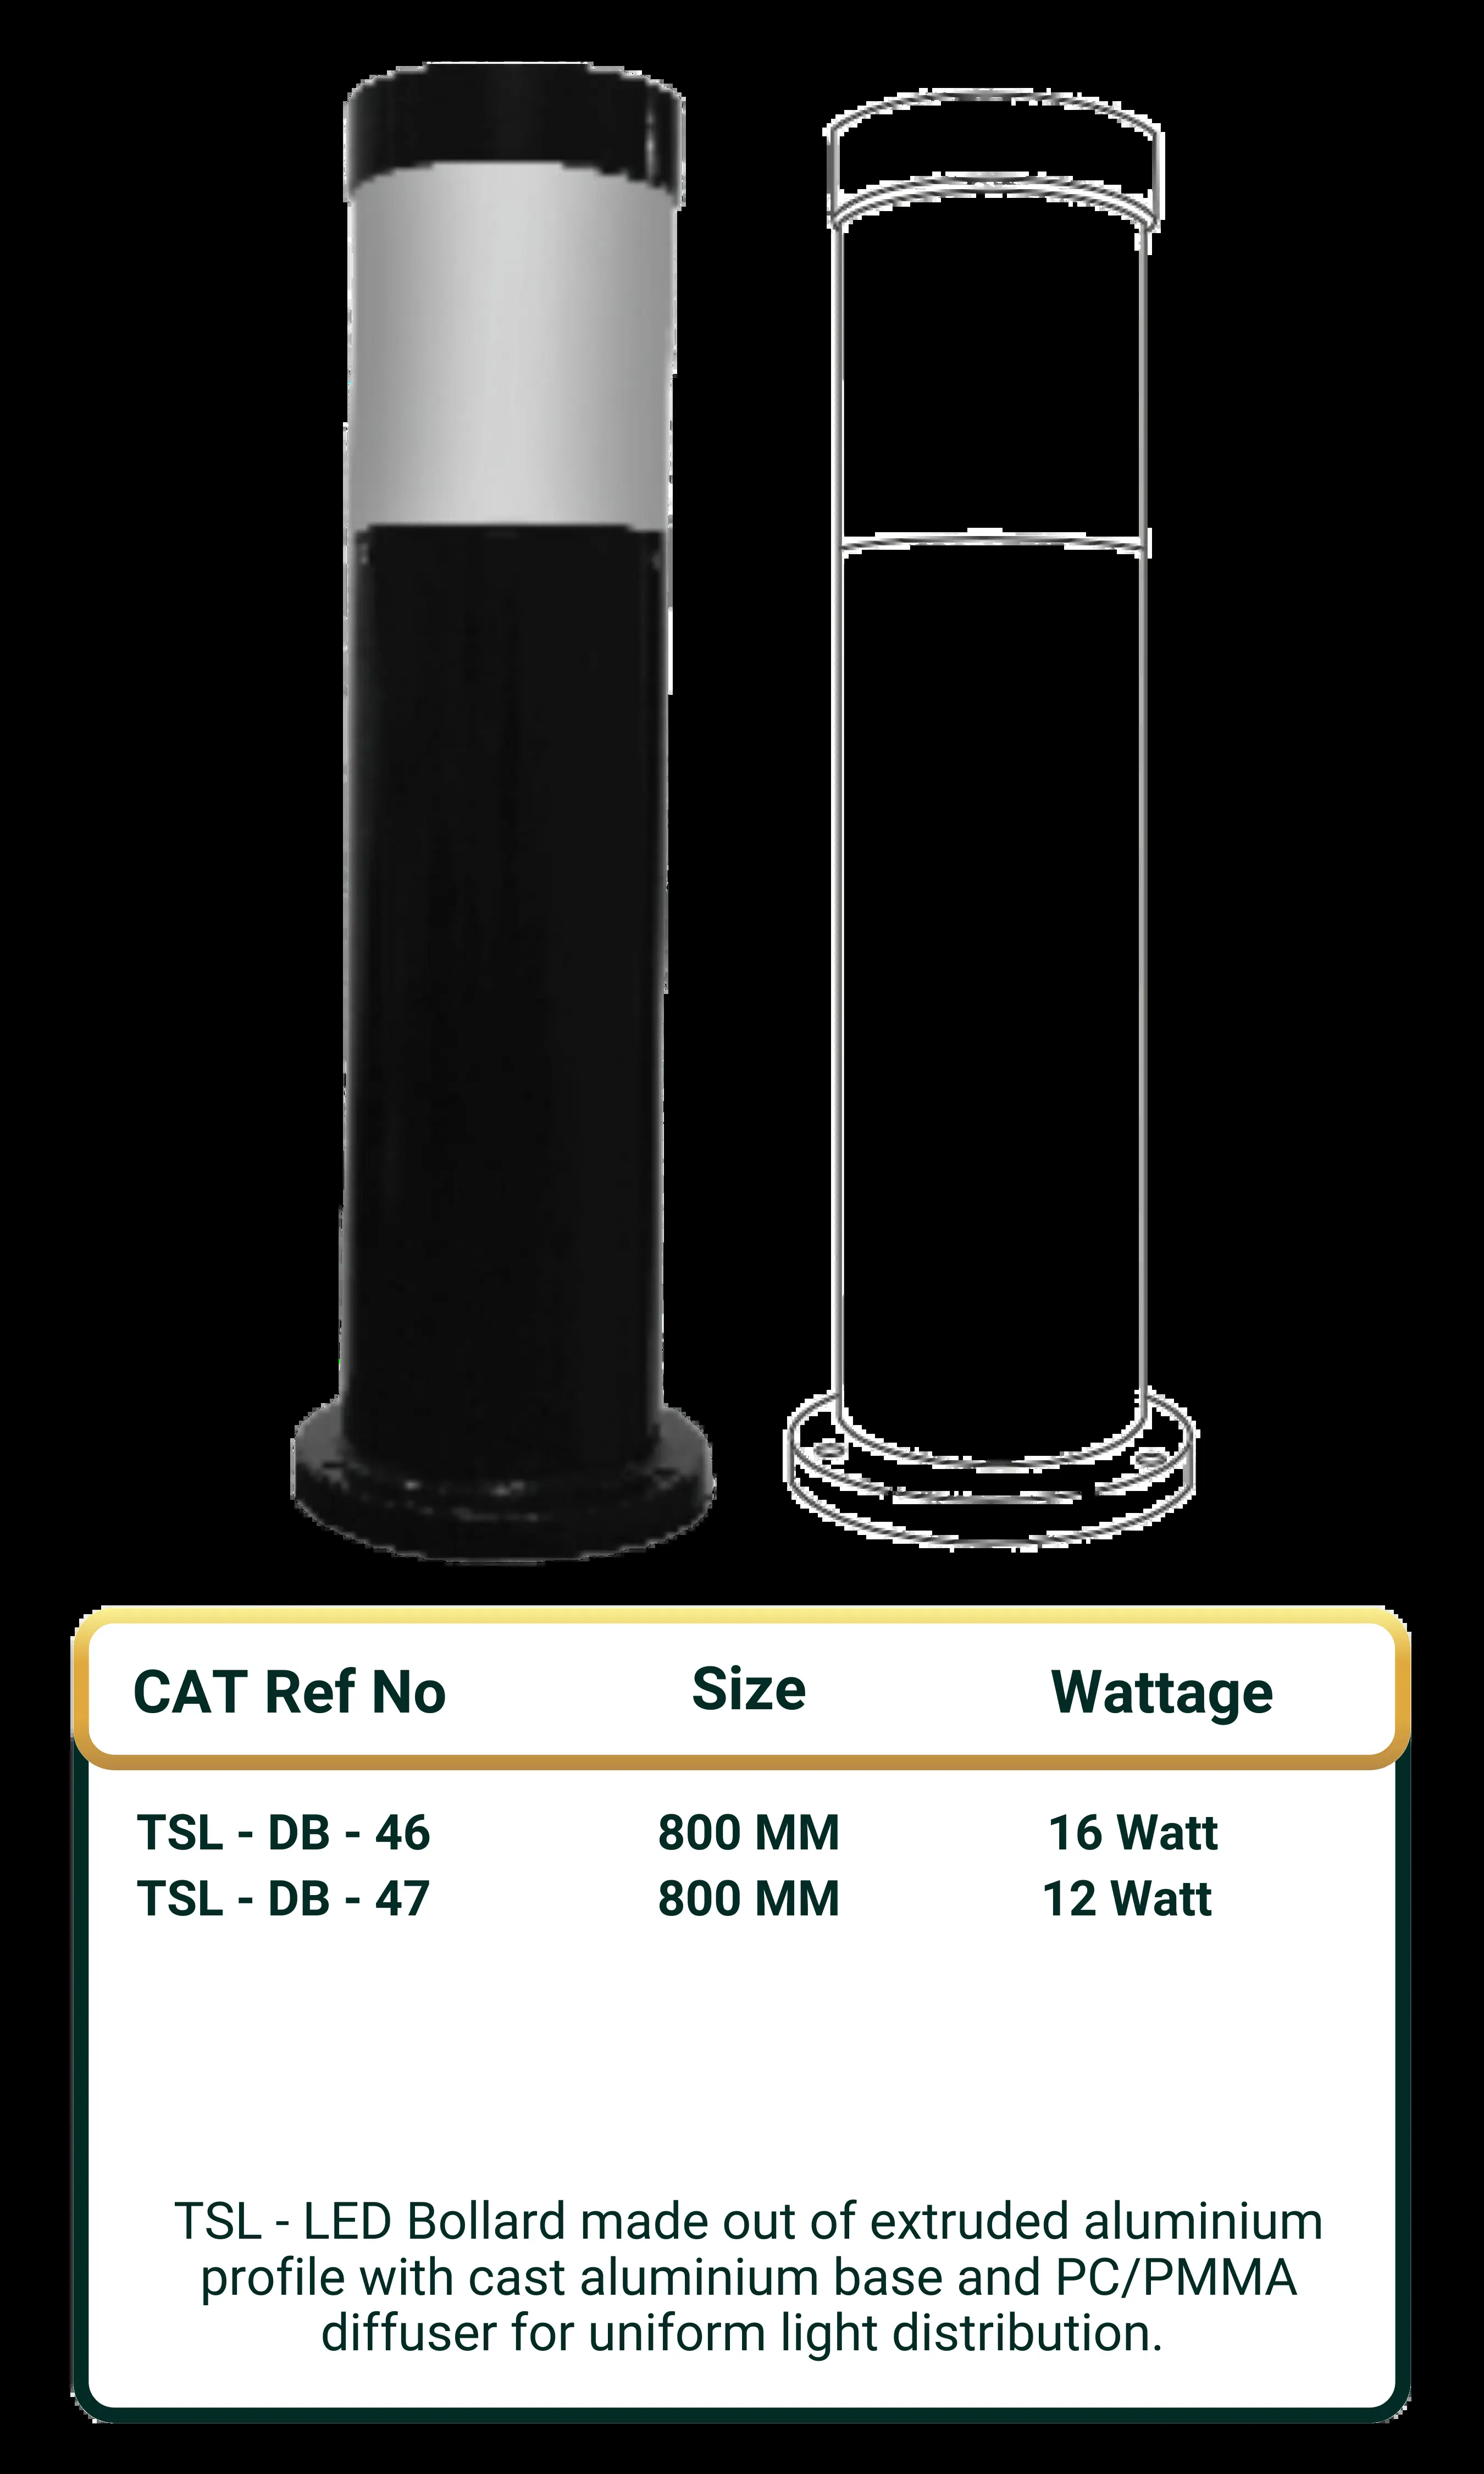 CAT Ref No Size Wattage
TSL - DB - 46 800 MM 16 Watt
TSL - DB - 47 800 MM 12 Watt
TSL - LED Bollard made out of extruded aluminium
profile with cast aluminium base and PC/PMMA
diffuser for uniform light distribution.